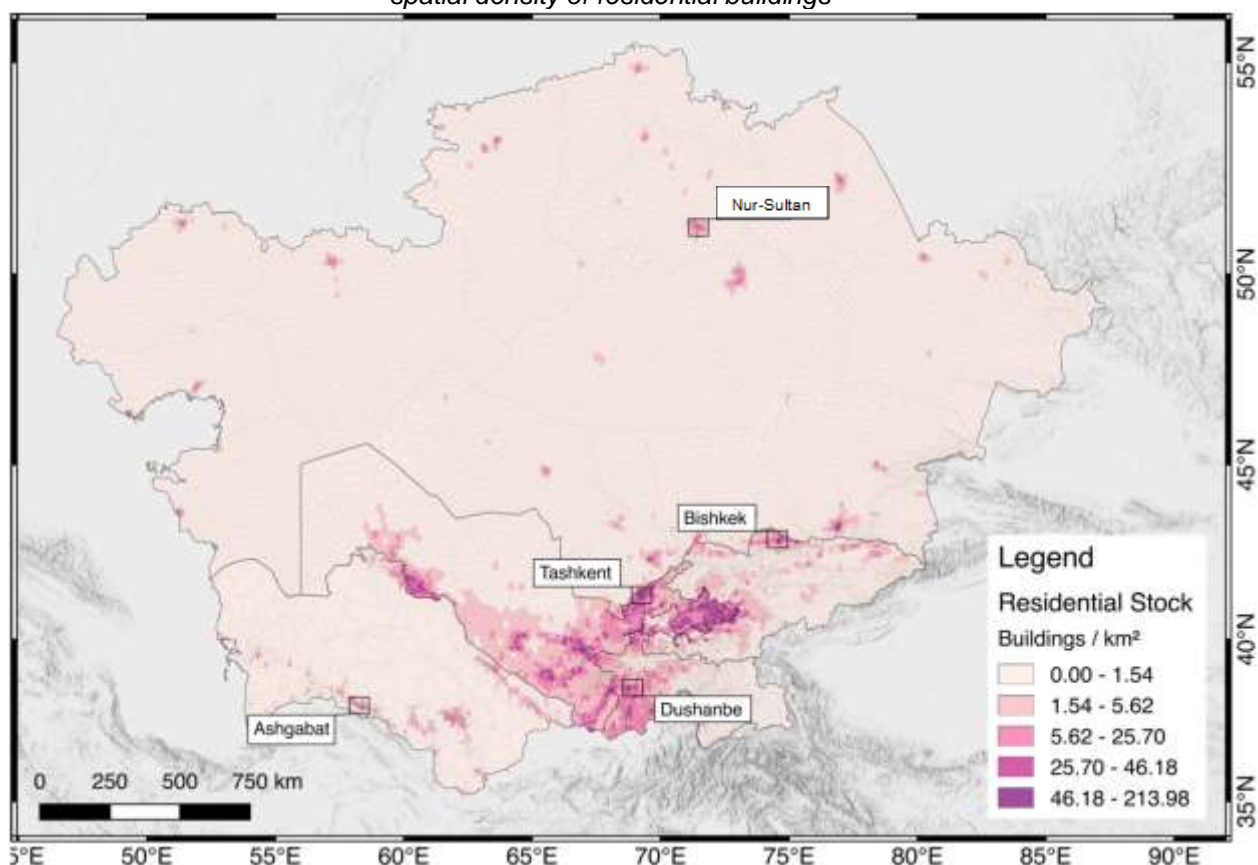 spatial density of residential buildings
55°N
Nur-Sultan
50°N
45°N
Bishkek
Tashkent
Legend
Residential Stock
Buildings / km²
40°N
0.00 - 1.54
1.54 - 5.62
Dushanbe
Ashgabat
5.62 - 25.70
25.70 - 46.18
46.18 - 213.98
0 250 500 750 km
35°N
50°E 55°E 60°E 65°E 70°E 75°E 80°E 85°E 90°E